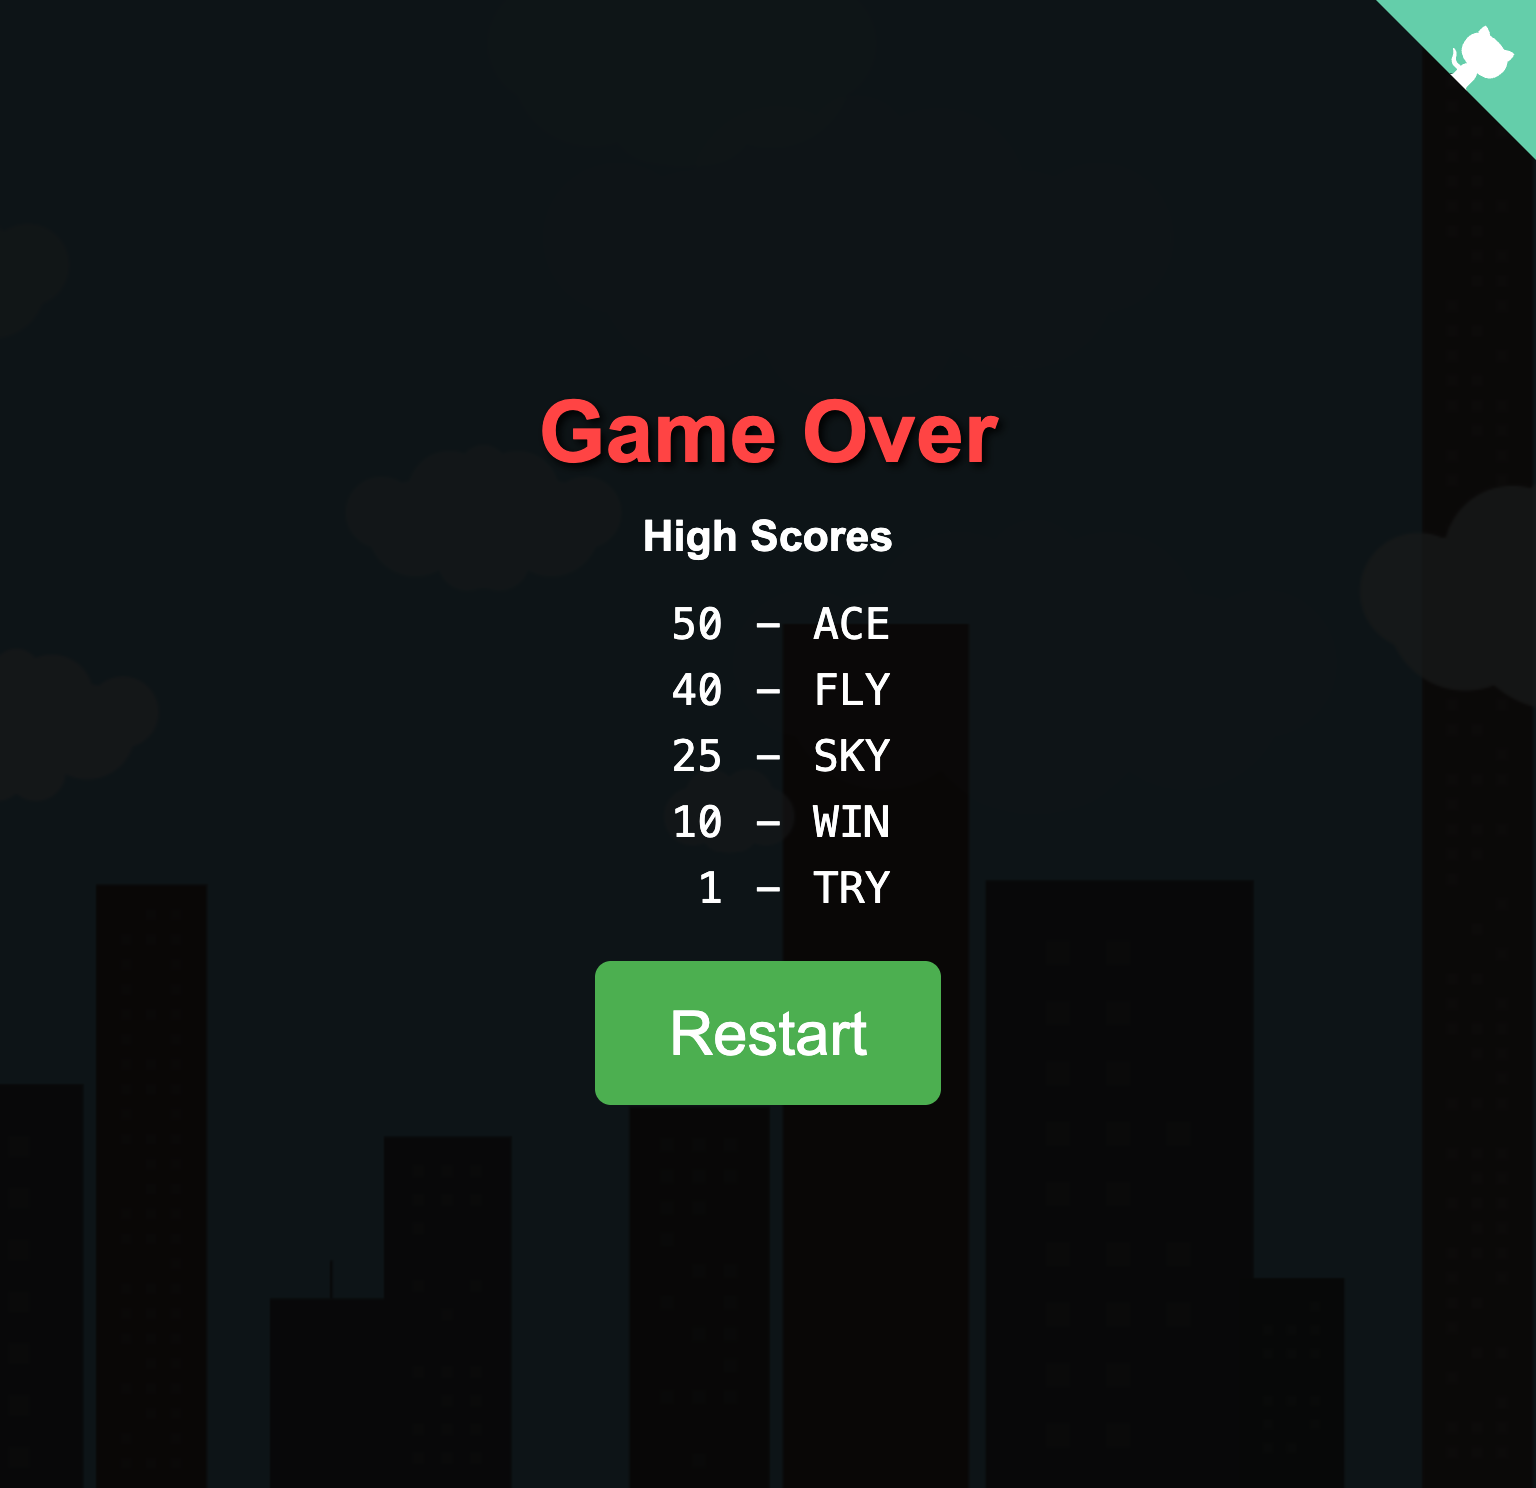 Game Over
High Scores
50 – ACE
40 – FLY
25 – SKY
10 – WIN
1 – TRY
Restart